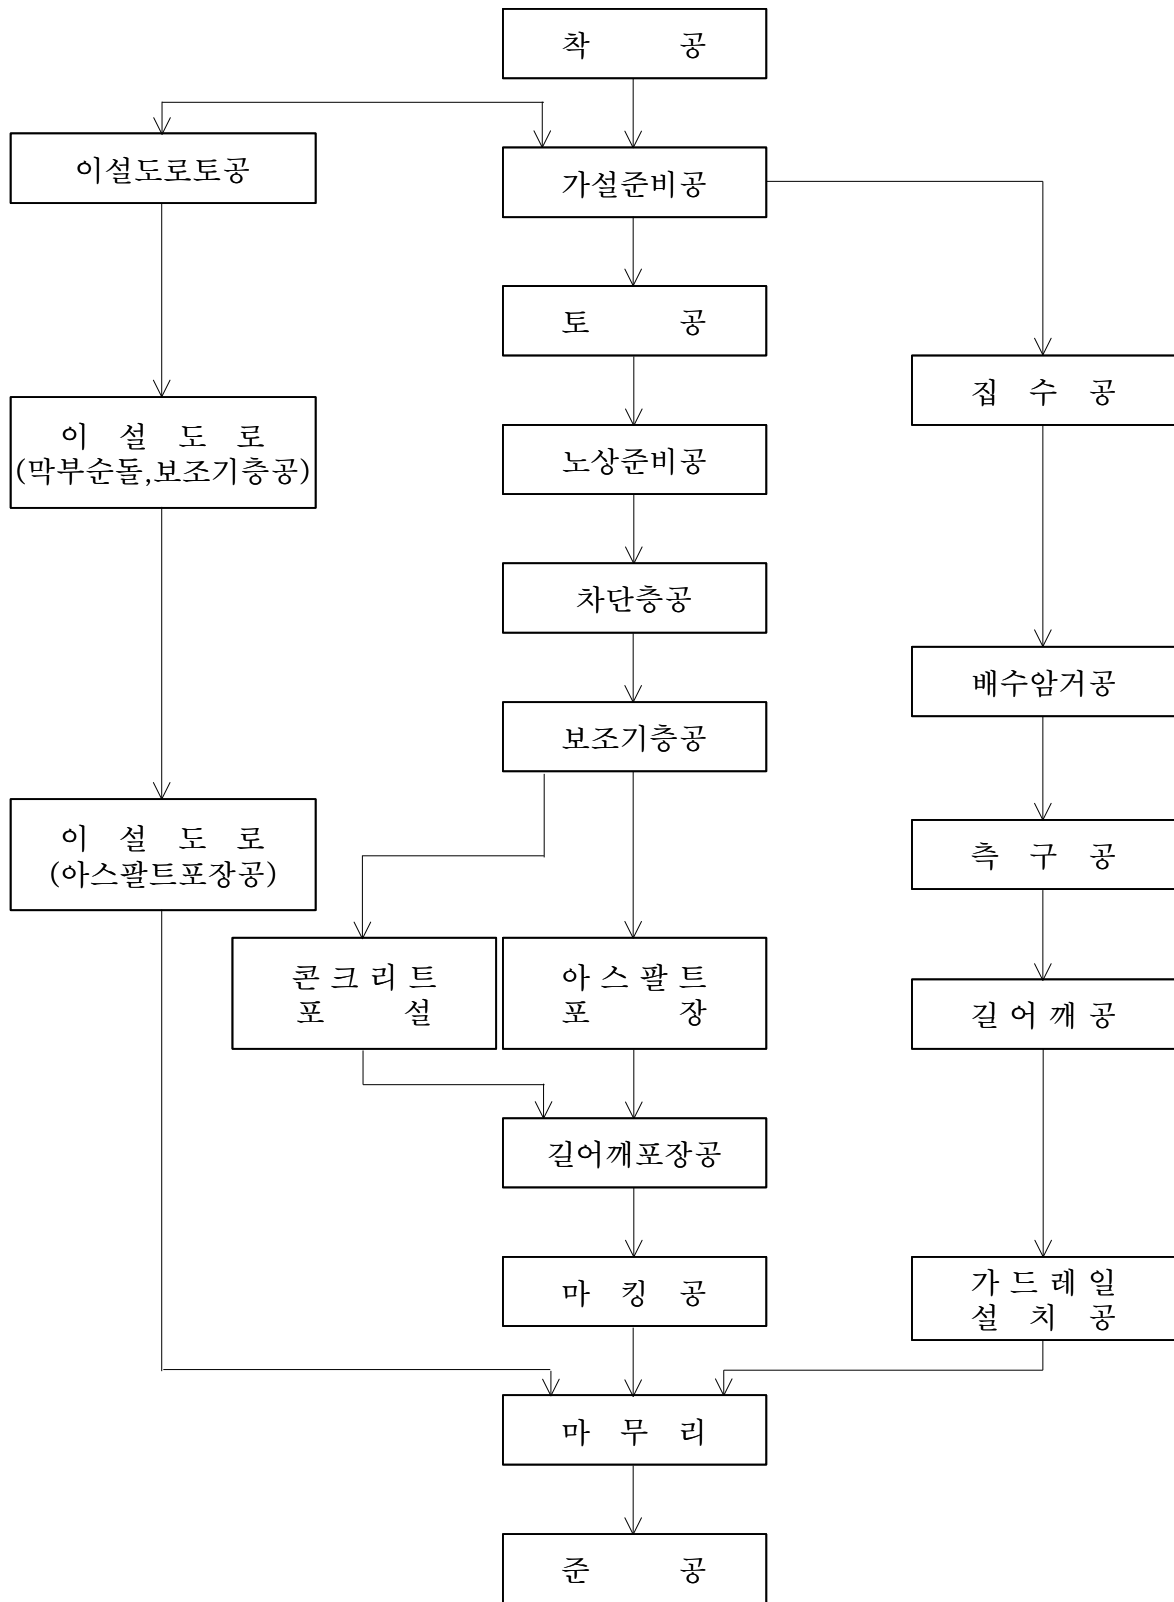 착 공
이설도로토공
가설준비공
토 공
집 수 공
이 설 도 로
(막부순돌,보조기층공)
노상준비공
차단층공
배수암거공
보조기층공
이 설 도 로
(아스팔트포장공)
측 구 공
콘 크 리 트
포 설
아 스 팔 트
포 장
길 어 깨 공
길어깨포장공
마 킹 공
가 드 레 일
설 치 공
마 무 리
준 공